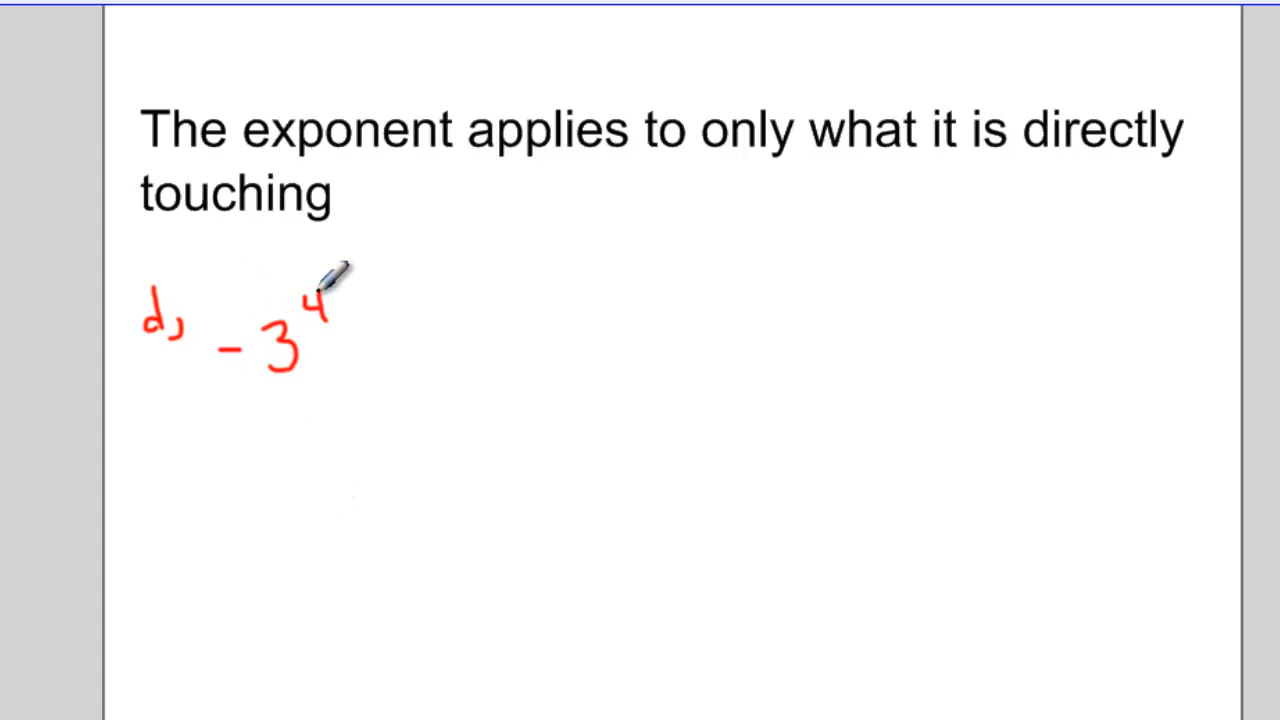 The exponent applies to only what it is directly
touching
d, -3⁴